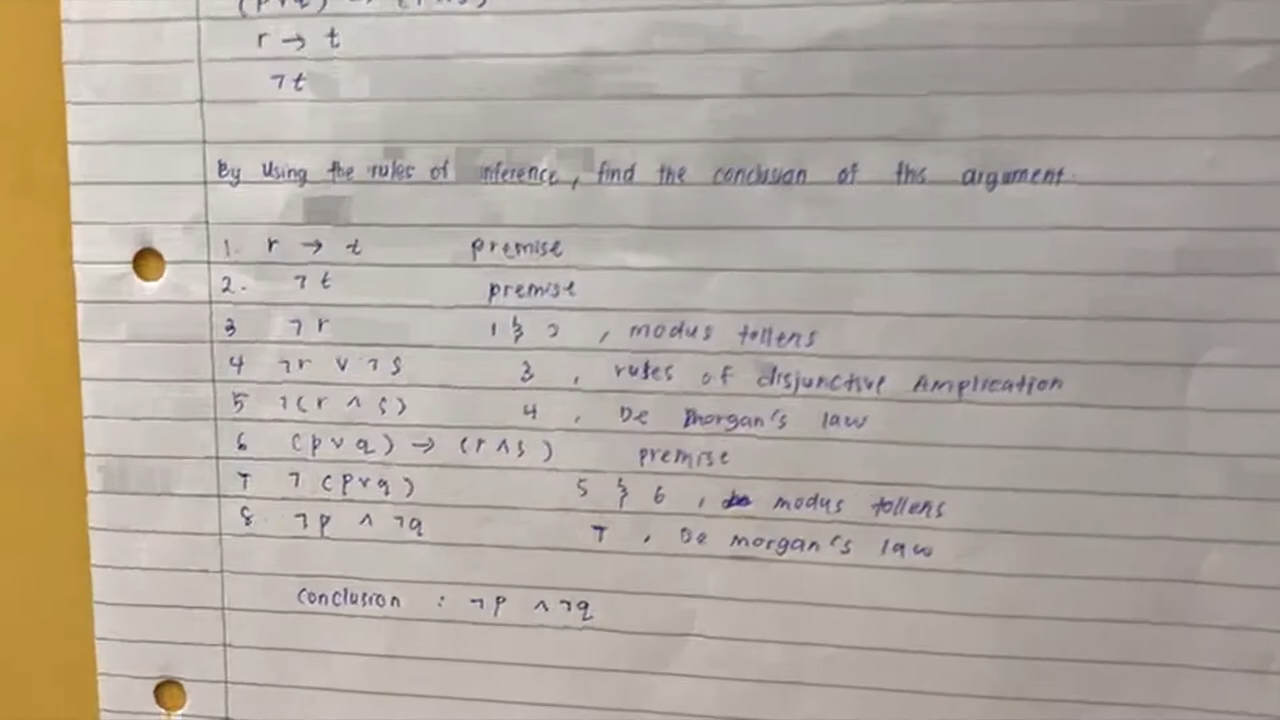 (p v q) → (r ∧ s)
r → t
¬t
By using the rules of inference, find the conclusion of this argument.
1. r → t premise
2. ¬t premise
3 ¬r 1 & 2, modus tollens
4 ¬r v ¬s 3, rules of disjunctive Amplication
5 ¬(r ∧ s) 4, De morgan's law
6 (p v q) → (r ∧ s) premise
7 ¬(p v q) 5 & 6, modus tollens
8 ¬p ∧ ¬q 7, De morgan's law
conclusion : ¬p ∧ ¬q